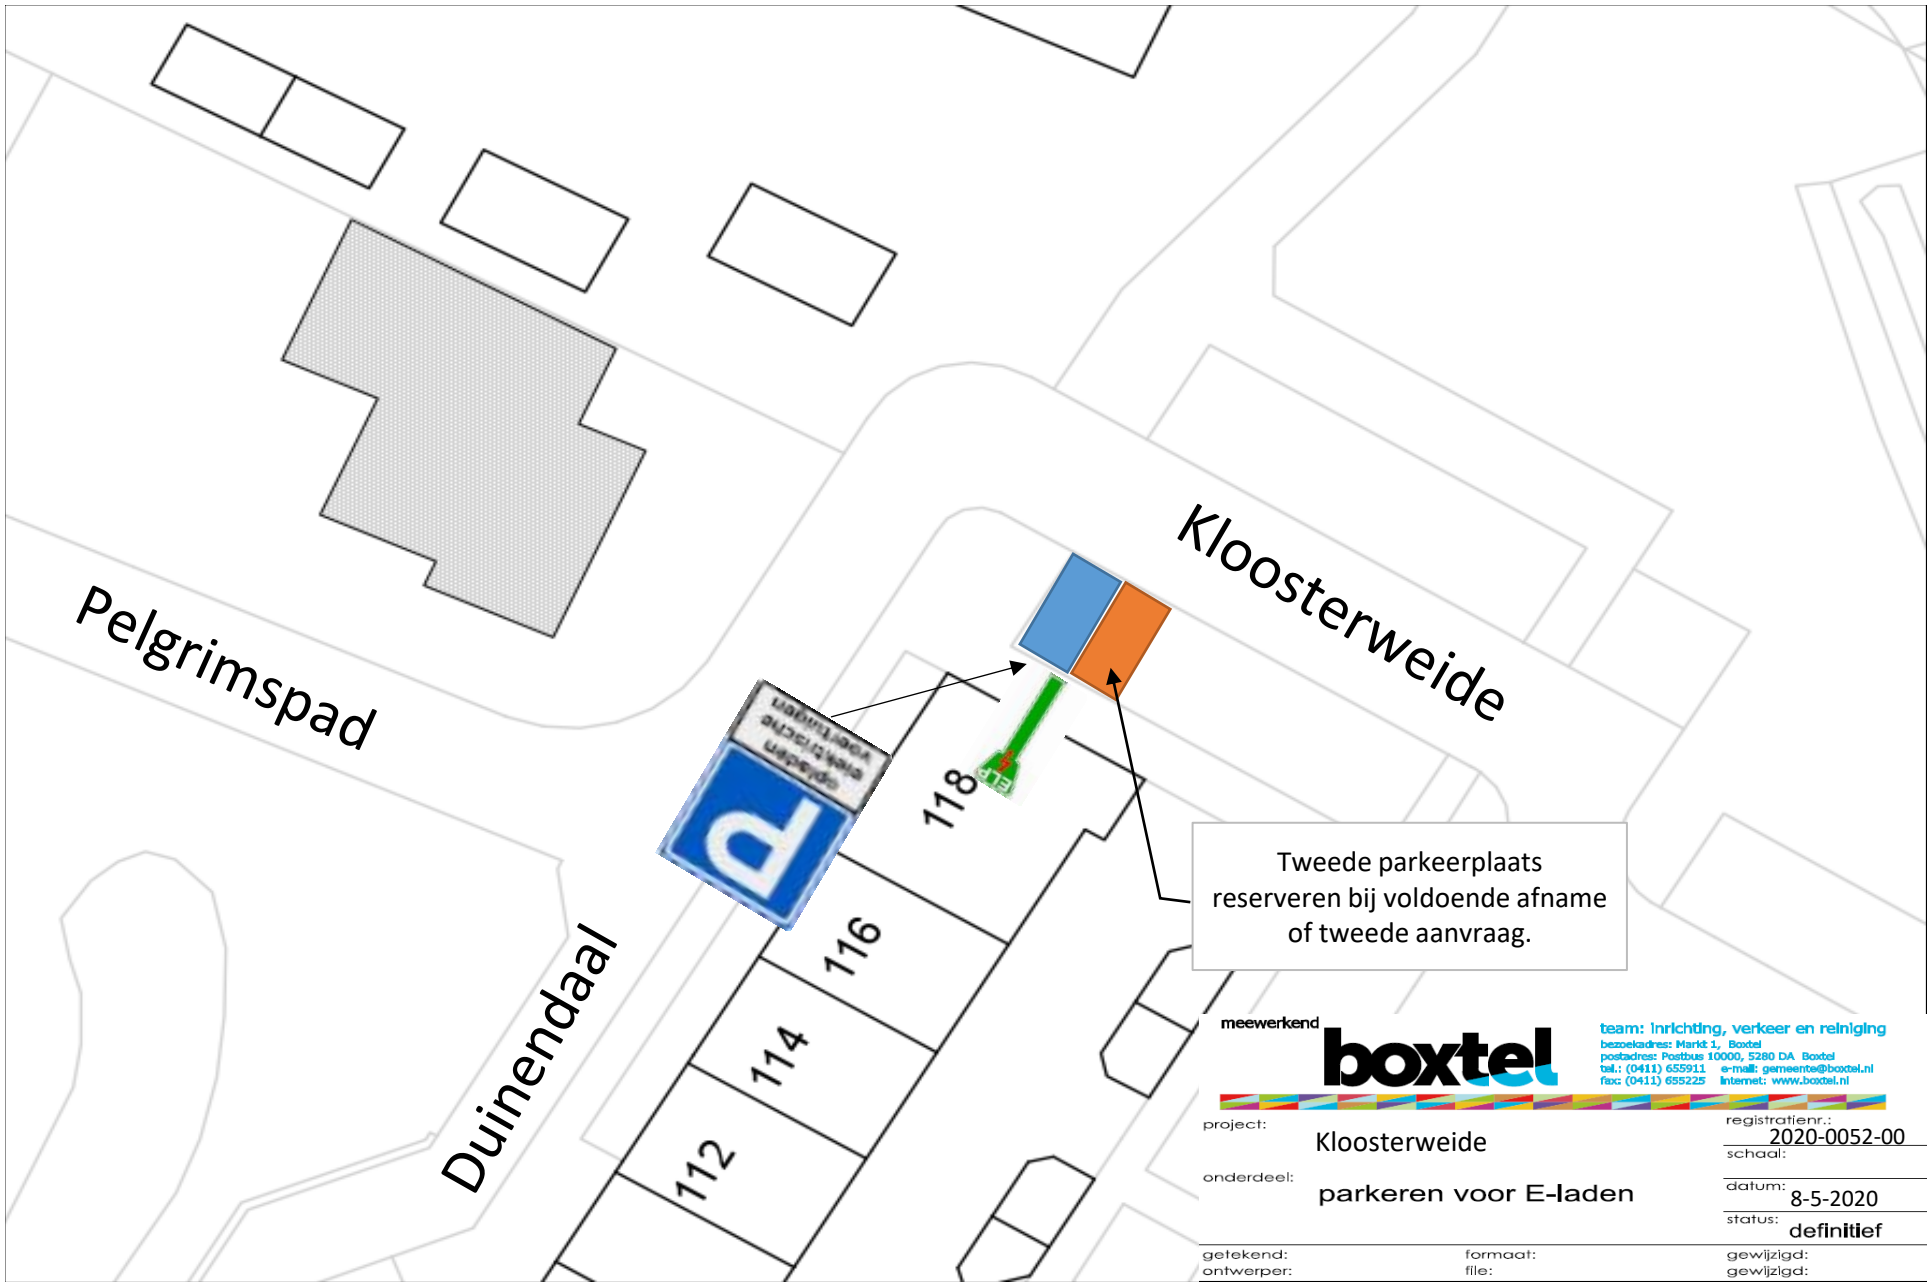 Kloosterweide
Pelgrimspad
Duinendaal
opladen
elektrische
voertuigen
P
ELP
118
116
114
112
Tweede parkeerplaats
reserveren bij voldoende afname
of tweede aanvraag.
meewerkend
boxtel
team: inrichting, verkeer en reiniging
bezoekadres: Markt 1, Boxtel
postadres: Postbus 10000, 5280 DA Boxtel
tel.: (0411) 655911 e-mail: gemeente@boxtel.nl
fax: (0411) 655225 internet: www.boxtel.nl
project: Kloosterweide
registratienr.: 2020-0052-00
schaal:
onderdeel: parkeren voor E-laden
datum: 8-5-2020
status: definitief
getekend: formaat: gewijzigd:
ontwerper: file: gewijzigd: